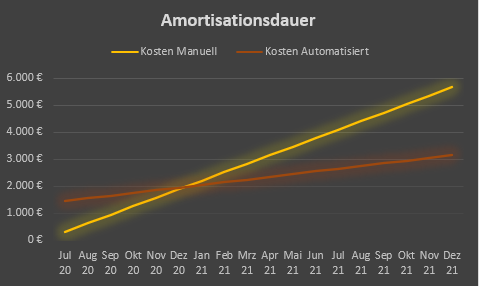 Amortisationsdauer
Kosten Manuell Kosten Automatisiert
6.000 €
5.000 €
4.000 €
3.000 €
2.000 €
1.000 €
0 €
Jul Aug Sep Okt Nov Dez Jan Feb Mrz Apr Mai Jun Jul Aug Sep Okt Nov Dez
20 20 20 20 20 20 21 21 21 21 21 21 21 21 21 21 21 21